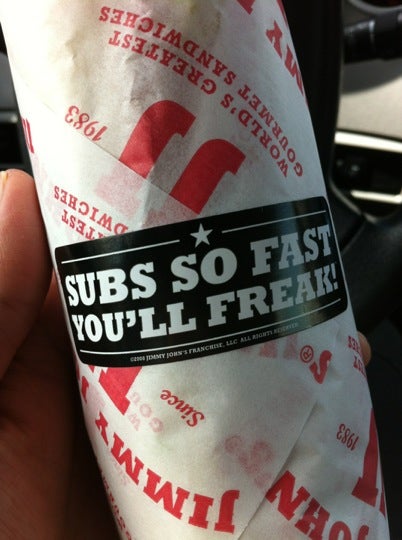 WORLD'S GREATEST
GOURMET SANDWICHES
JJ
1983
SUBS SO FAST
YOU'LL FREAK!
©2008 JIMMY JOHN'S FRANCHISE, LLC ALL RIGHTS RESERVED
Since
1983
JIMMY JOHN